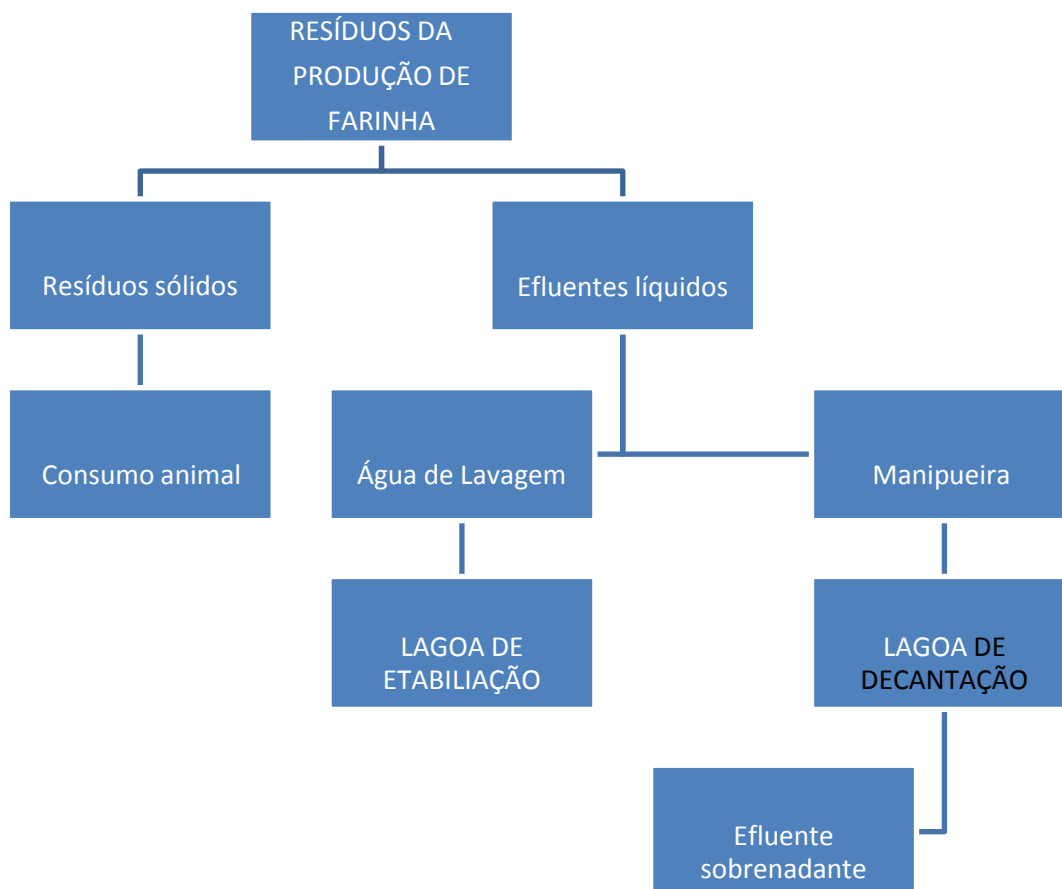 RESÍDUOS DA
PRODUÇÃO DE
FARINHA
Resíduos sólidos
Efluentes líquidos
Consumo animal
Água de Lavagem
Manipueira
LAGOA DE
ETABILIAÇÃO
LAGOA DE
DECANTAÇÃO
Efluente
sobrenadante